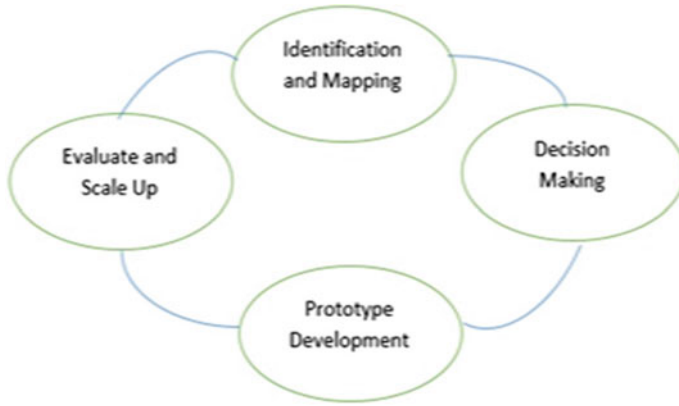 Identification
and Mapping
Decision
Making
Prototype
Development
Evaluate and
Scale Up